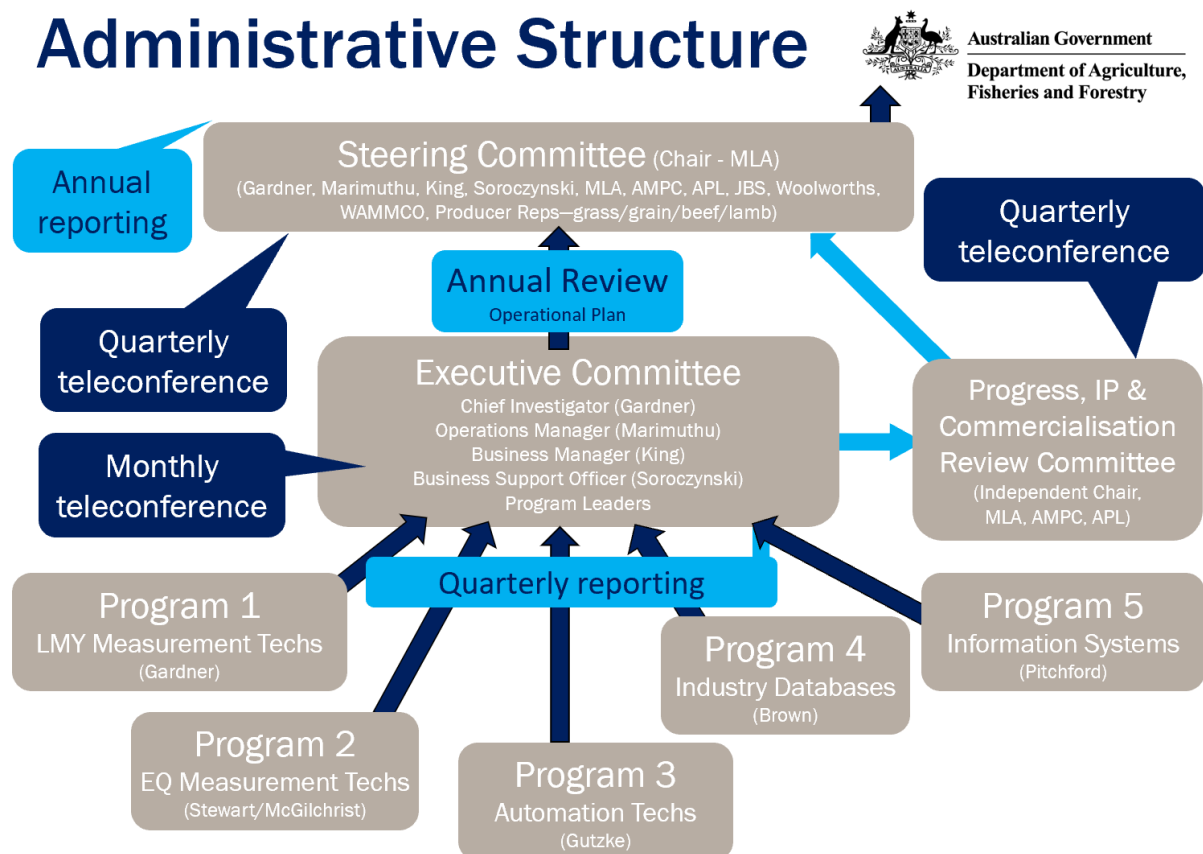 Administrative Structure
Australian Government
Department of Agriculture,
Fisheries and Forestry
Annual
reporting
Steering Committee (Chair - MLA)
(Gardner, Marimuthu, King, Soroczynski, MLA, AMPC, APL, JBS, Woolworths,
WAMMCO, Producer Reps—grass/grain/beef/lamb)
Quarterly
teleconference
Annual Review
Operational Plan
Quarterly
teleconference
Executive Committee
Chief Investigator (Gardner)
Operations Manager (Marimuthu)
Business Manager (King)
Business Support Officer (Soroczynski)
Program Leaders
Progress, IP &
Commercialisation
Review Committee
(Independent Chair,
MLA, AMPC, APL)
Monthly
teleconference
Quarterly reporting
Program 1
LMY Measurement Techs
(Gardner)
Program 2
EQ Measurement Techs
(Stewart/McGilchrist)
Program 3
Automation Techs
(Gutzke)
Program 4
Industry Databases
(Brown)
Program 5
Information Systems
(Pitchford)